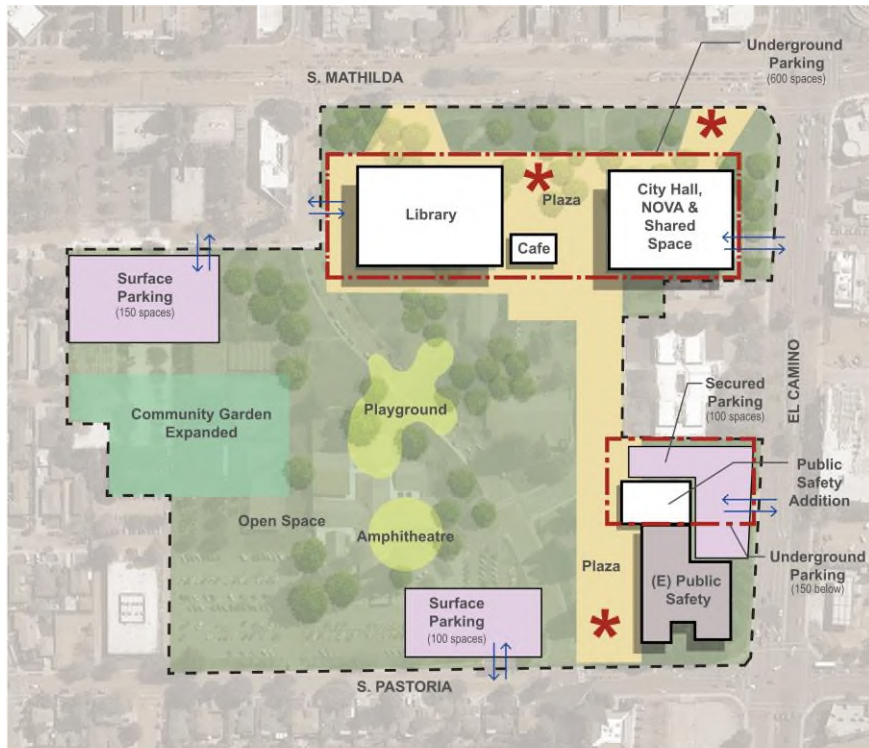 Underground
Parking
(600 spaces)
S. MATHILDA
*
*
Library
Plaza
City Hall,
NOVA &
Shared
Space
Cafe
Surface
Parking
(150 spaces)
EL CAMINO
Secured
Parking
(100 spaces)
Playground
Community Garden
Expanded
Public
Safety
Addition
Open Space
Amphitheatre
Underground
Parking
(150 below)
Plaza
(E) Public
Safety
Surface
Parking
(100 spaces)
*
S. PASTORIA